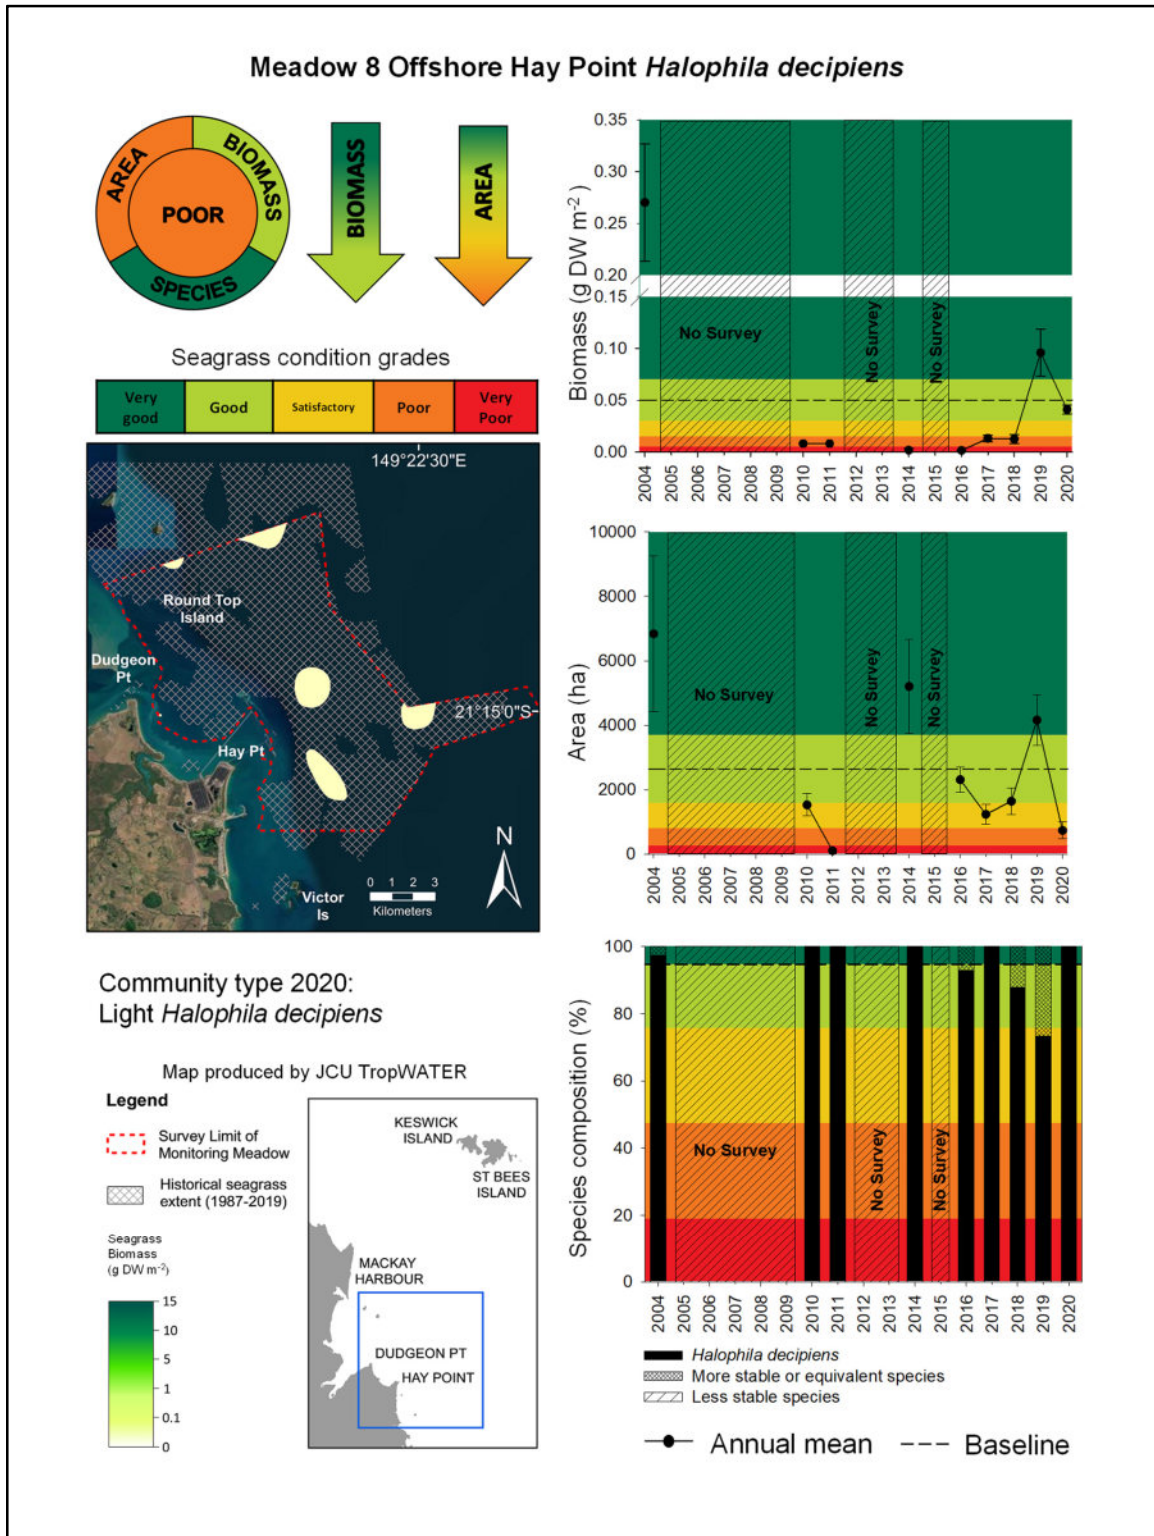 Meadow 8 Offshore Hay Point Halophila decipiens
AREA
BIOMASS
POOR
SPECIES
BIOMASS
AREA
Seagrass condition grades
Very good
Good
Satisfactory
Poor
Very Poor
149°22'30"E
Round Top
Island
Dudgeon
Pt
21°15'0"S
Hay Pt
N
0 1 2 3
Kilometers
Victor
Is
Community type 2020:
Light Halophila decipiens
Map produced by JCU TropWATER
Legend
Survey Limit of
Monitoring Meadow
Historical seagrass
extent (1987-2019)
Seagrass
Biomass
(g DW m-2)
15
10
5
1
0.1
0
KESWICK
ISLAND
ST BEES
ISLAND
MACKAY
HARBOUR
DUDGEON PT
HAY POINT
Biomass (g DW m-2)
0.35
0.30
0.25
0.20
0.15
0.10
0.05
0.00
No Survey
No Survey
No Survey
2004 2005 2006 2007 2008 2009 2010 2011 2012 2013 2014 2015 2016 2017 2018 2019 2020
Area (ha)
10000
8000
6000
4000
2000
0
No Survey
No Survey
No Survey
2004 2005 2006 2007 2008 2009 2010 2011 2012 2013 2014 2015 2016 2017 2018 2019 2020
Species composition (%)
100
80
60
40
20
0
No Survey
No Survey
No Survey
2004 2005 2006 2007 2008 2009 2010 2011 2012 2013 2014 2015 2016 2017 2018 2019 2020
Halophila decipiens
More stable or equivalent species
Less stable species
Annual mean
Baseline